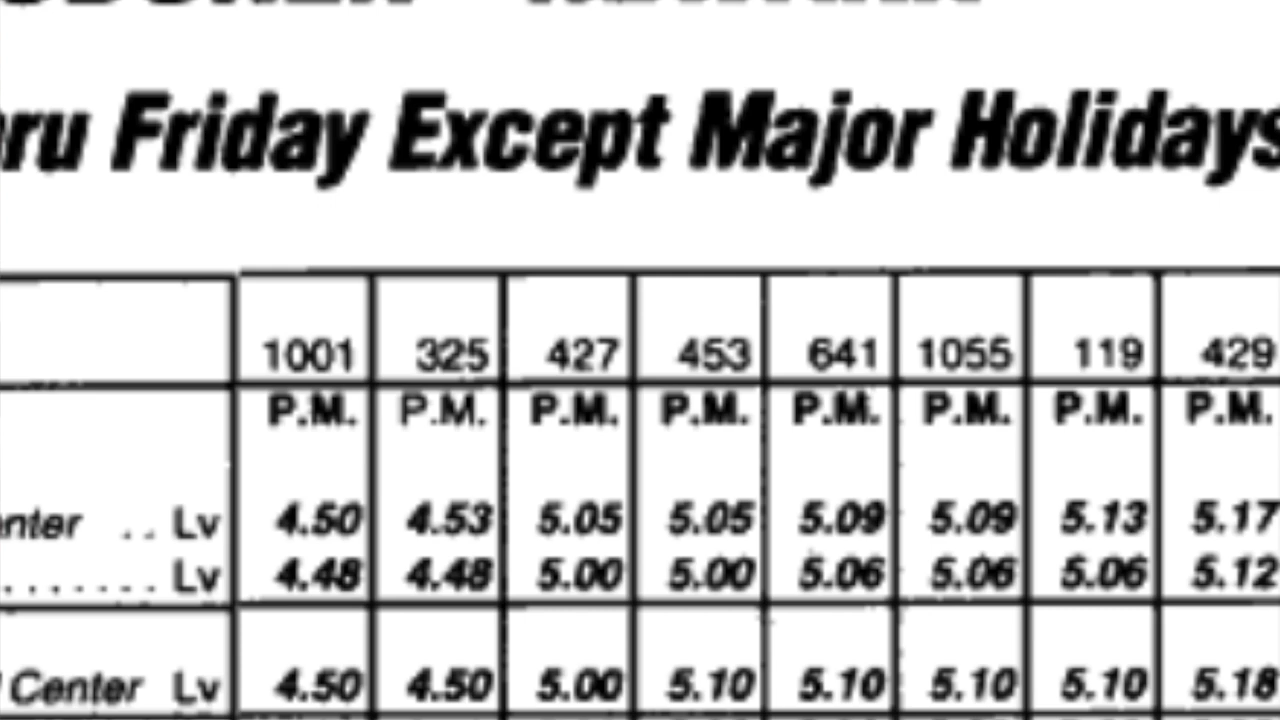 Friday Except Major Holidays
1001 325 427 453 641 1055 119 429
P.M. P.M. P.M. P.M. P.M. P.M. P.M. P.M.
.. Lv 4.50 4.53 5.05 5.05 5.09 5.09 5.13 5.17
........ Lv 4.48 4.48 5.00 5.00 5.06 5.06 5.06 5.12
Center Lv 4.50 4.50 5.00 5.10 5.10 5.10 5.10 5.18